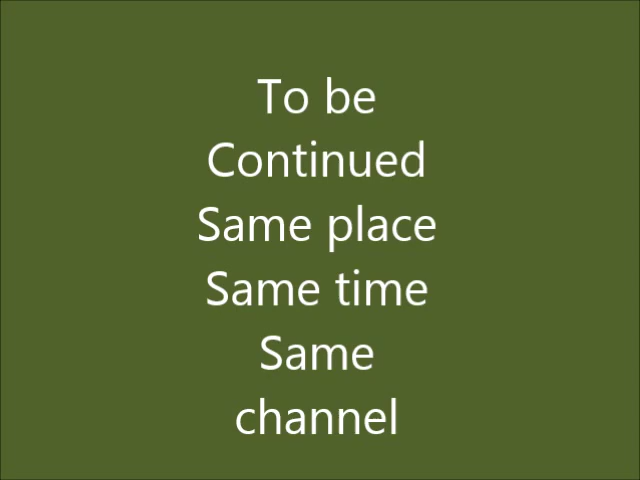 To be
Continued
Same place
Same time
Same
channel